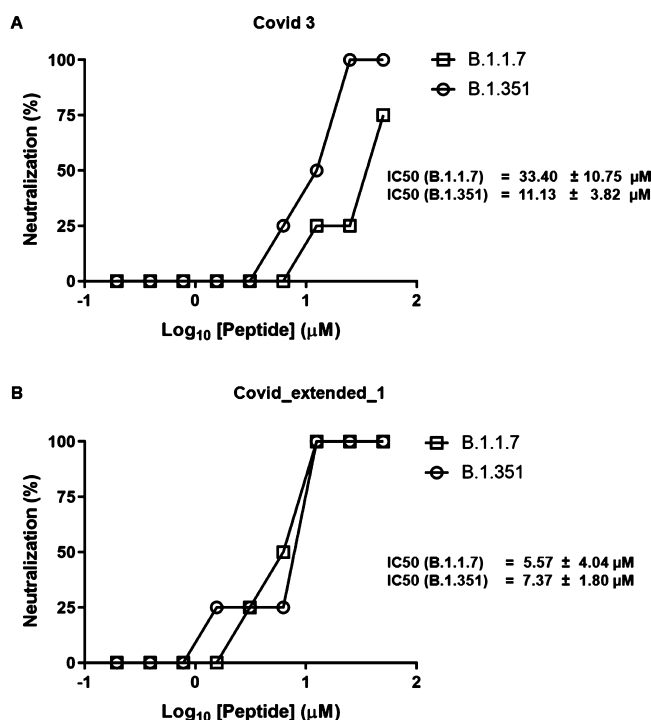 A
Covid 3
Neutralization (%)
100
75
50
25
0
-1
0
1
2
Log10 [Peptide] (μM)
B.1.1.7
B.1.351
IC50 (B.1.1.7) = 33.40 ± 10.75 μM
IC50 (B.1.351) = 11.13 ± 3.82 μM
B
Covid_extended_1
Neutralization (%)
100
75
50
25
0
-1
0
1
2
Log10 [Peptide] (μM)
B.1.1.7
B.1.351
IC50 (B.1.1.7) = 5.57 ± 4.04 μM
IC50 (B.1.351) = 7.37 ± 1.80 μM